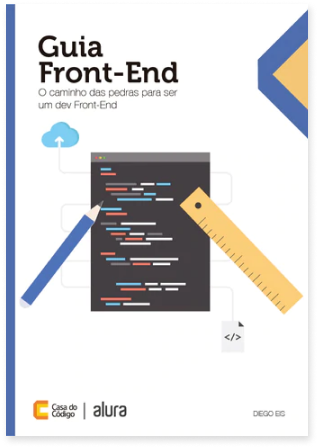 Guia
Front-End
O caminho das pedras para ser
um dev Front-End
</>
Casa do
Código
alura
DIEGO EIS